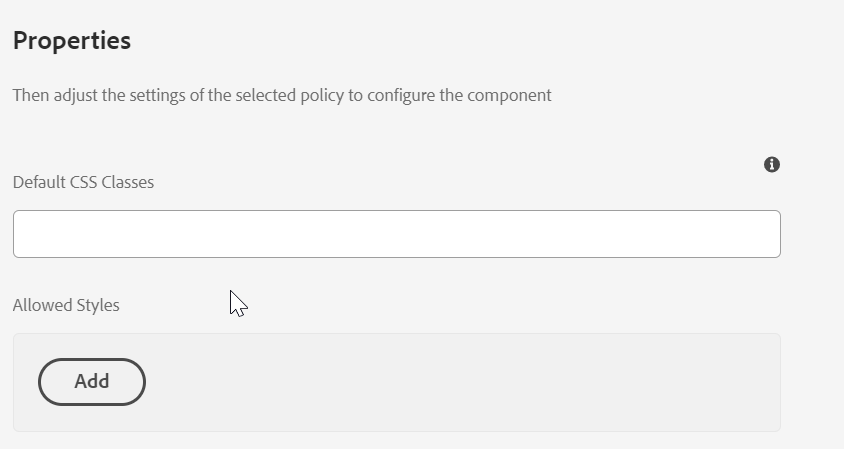 Properties
Then adjust the settings of the selected policy to configure the component
Default CSS Classes
Allowed Styles
Add